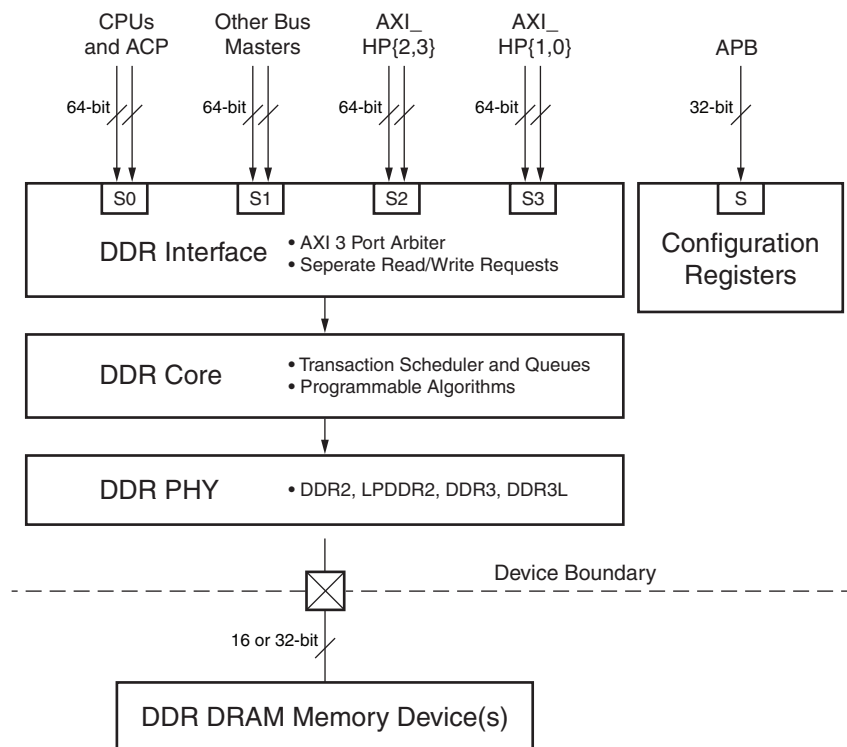 CPUs
and ACP
Other Bus
Masters
AXI_
HP{2,3}
AXI_
HP{1,0}
APB
64-bit
64-bit
64-bit
64-bit
32-bit
S0
S1
S2
S3
S
DDR Interface
• AXI 3 Port Arbiter
• Seperate Read/Write Requests
Configuration
Registers
DDR Core
• Transaction Scheduler and Queues
• Programmable Algorithms
DDR PHY
• DDR2, LPDDR2, DDR3, DDR3L
Device Boundary
16 or 32-bit
DDR DRAM Memory Device(s)